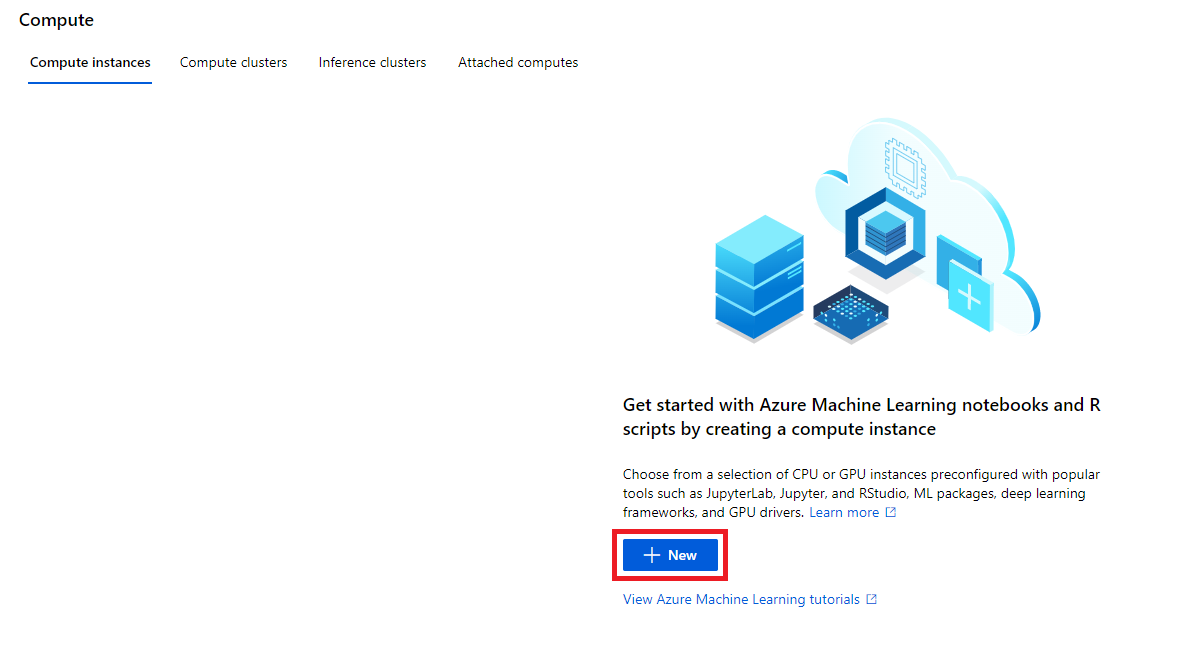 Compute
Compute instances
Compute clusters
Inference clusters
Attached computes
Get started with Azure Machine Learning notebooks and R
scripts by creating a compute instance
Choose from a selection of CPU or GPU instances preconfigured with popular
tools such as JupyterLab, Jupyter, and RStudio, ML packages, deep learning
frameworks, and GPU drivers. Learn more
New
View Azure Machine Learning tutorials